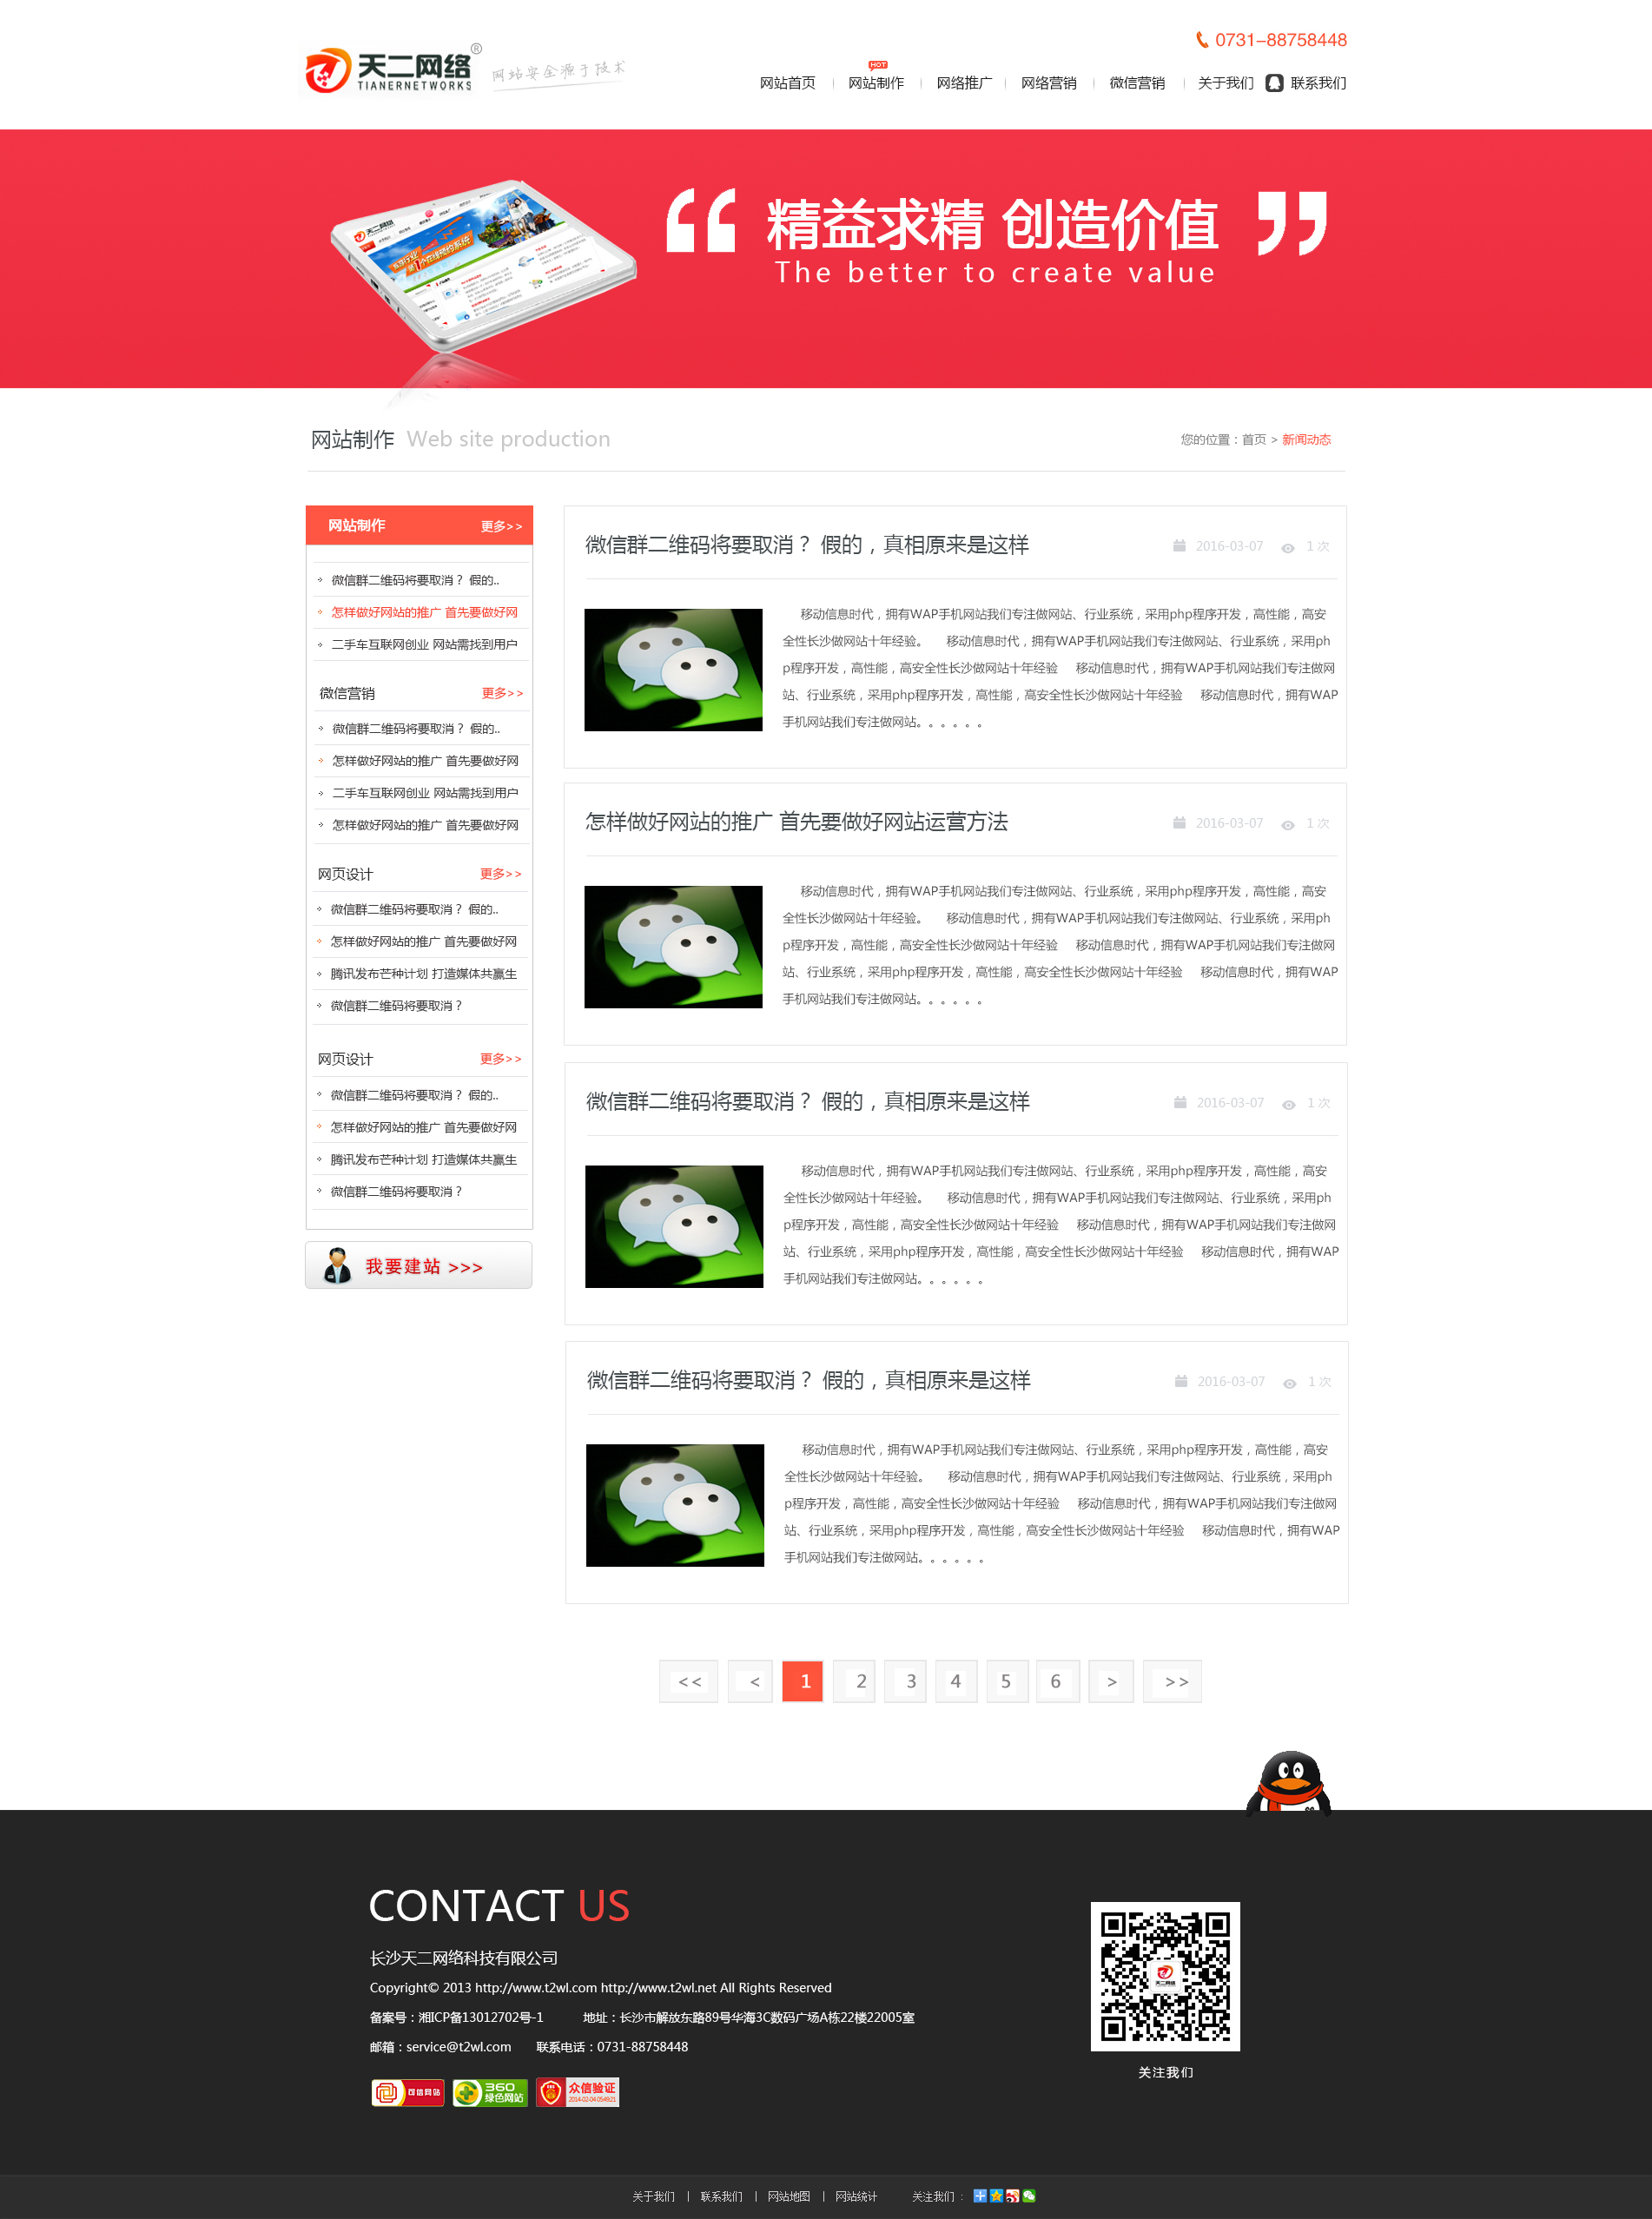 0731-88758448
天二网络®
TIANERNETWORKS
网站安全源于技术
HOT
网站首页 网站制作 网络推广 网络营销 微信营销 关于我们 联系我们
“ 精益求精 创造价值 ”
The better to create value
网站制作 Web site production
您的位置：首页 > 新闻动态
网站制作 更多>>
微信群二维码将要取消？ 假的..
怎样做好网站的推广 首先要做好网
二手车互联网创业 网站需找到用户
微信营销 更多>>
微信群二维码将要取消？ 假的..
怎样做好网站的推广 首先要做好网
二手车互联网创业 网站需找到用户
怎样做好网站的推广 首先要做好网
网页设计 更多>>
微信群二维码将要取消？ 假的..
怎样做好网站的推广 首先要做好网
腾讯发布芒种计划 打造媒体共赢生
微信群二维码将要取消？
网页设计 更多>>
微信群二维码将要取消？ 假的..
怎样做好网站的推广 首先要做好网
腾讯发布芒种计划 打造媒体共赢生
微信群二维码将要取消？
我要建站 >>>
微信群二维码将要取消？ 假的，真相原来是这样
2016-03-07 1 次
移动信息时代，拥有WAP手机网站我们专注做网站、行业系统，采用php程序开发，高性能，高安
全性长沙做网站十年经验。 移动信息时代，拥有WAP手机网站我们专注做网站、行业系统，采用ph
p程序开发，高性能，高安全性长沙做网站十年经验 移动信息时代，拥有WAP手机网站我们专注做网
站、行业系统，采用php程序开发，高性能，高安全性长沙做网站十年经验 移动信息时代，拥有WAP
手机网站我们专注做网站。。。。。。
怎样做好网站的推广 首先要做好网站运营方法
2016-03-07 1 次
移动信息时代，拥有WAP手机网站我们专注做网站、行业系统，采用php程序开发，高性能，高安
全性长沙做网站十年经验。 移动信息时代，拥有WAP手机网站我们专注做网站、行业系统，采用ph
p程序开发，高性能，高安全性长沙做网站十年经验 移动信息时代，拥有WAP手机网站我们专注做网
站、行业系统，采用php程序开发，高性能，高安全性长沙做网站十年经验 移动信息时代，拥有WAP
手机网站我们专注做网站。。。。。。
微信群二维码将要取消？ 假的，真相原来是这样
2016-03-07 1 次
移动信息时代，拥有WAP手机网站我们专注做网站、行业系统，采用php程序开发，高性能，高安
全性长沙做网站十年经验。 移动信息时代，拥有WAP手机网站我们专注做网站、行业系统，采用ph
p程序开发，高性能，高安全性长沙做网站十年经验 移动信息时代，拥有WAP手机网站我们专注做网
站、行业系统，采用php程序开发，高性能，高安全性长沙做网站十年经验 移动信息时代，拥有WAP
手机网站我们专注做网站。。。。。。
微信群二维码将要取消？ 假的，真相原来是这样
2016-03-07 1 次
移动信息时代，拥有WAP手机网站我们专注做网站、行业系统，采用php程序开发，高性能，高安
全性长沙做网站十年经验。 移动信息时代，拥有WAP手机网站我们专注做网站、行业系统，采用ph
p程序开发，高性能，高安全性长沙做网站十年经验 移动信息时代，拥有WAP手机网站我们专注做网
站、行业系统，采用php程序开发，高性能，高安全性长沙做网站十年经验 移动信息时代，拥有WAP
手机网站我们专注做网站。。。。。。
<< < 1 2 3 4 5 6 > >>
CONTACT US
长沙天二网络科技有限公司
Copyright© 2013 http://www.t2wl.com http://www.t2wl.net All Rights Reserved
备案号：湘ICP备13012702号-1 地址：长沙市解放东路89号华海3C数码广场A栋22楼22005室
邮箱：service@t2wl.com 联系电话：0731-88758448
可信网站 360 绿色网站 众信验证
天二网络
关注我们
关于我们 | 联系我们 | 网站地图 | 网站统计 关注我们：